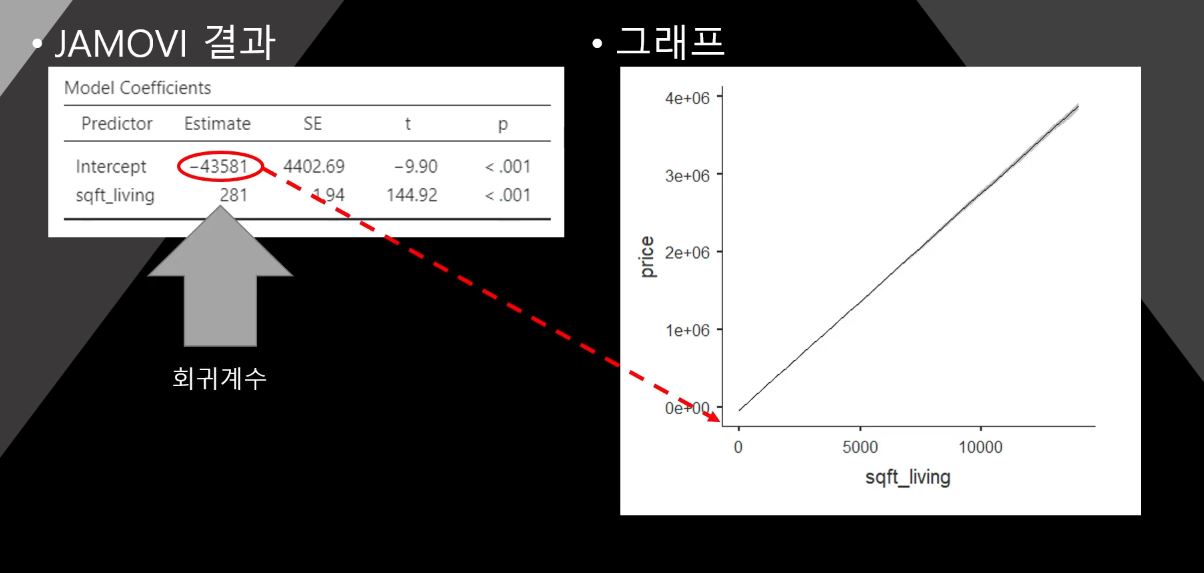 • JAMOVI 결과
Model Coefficients
Predictor Estimate SE t p
Intercept −43581 4402.69 −9.90 < .001
sqft_living 281 1.94 144.92 < .001
회귀계수
• 그래프
4e+06
3e+06
2e+06
1e+06
0e+00
price
0 5000 10000
sqft_living